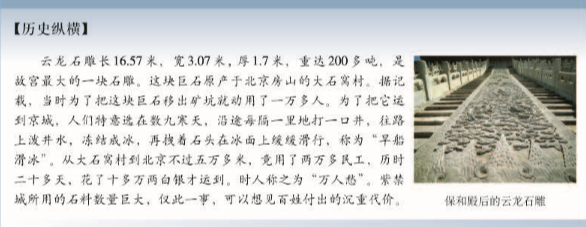 【历史纵横】
云龙石雕长16.57米，宽3.07米，厚1.7米，重达200多吨，是
故宫最大的一块石雕。这块巨石原产于北京房山的大石窝村。据记
载，当时为了把这块巨石移出矿坑就动用了一万多人。为了把它运
到京城，人们特意选在数九寒天，沿途每隔一里地打一口井，往路
上泼井水，冻结成冰，再拽着石头在冰面上缓缓滑行，称为“旱船
滑冰”。从大石窝村到北京不过五万多米，竟用了两万多民工，历时
二十多天，花了十多万两白银才运到。时人称之为“万人愁”。紫禁
城所用的石料数量巨大，仅此一事，可以想见百姓付出的沉重代价。
保和殿后的云龙石雕